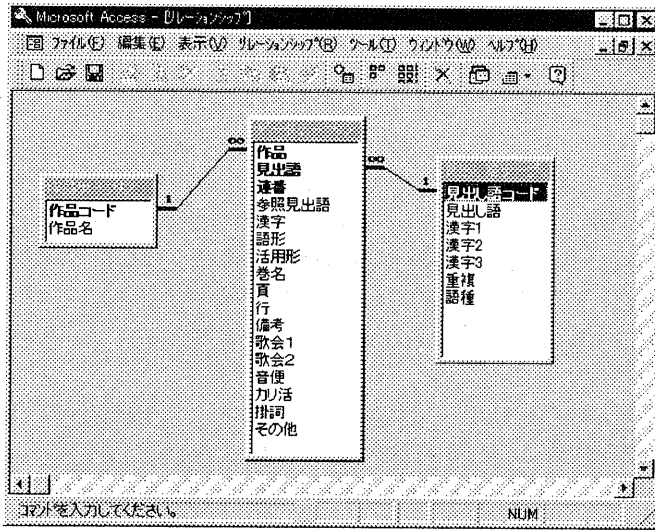 Microsoft Access - [リレーションシップ]
ファイル(F) 編集(E) 表示(V) リレーションシップ(R) ツール(T) ウィンドウ(W) ヘルプ(H)
作品コード
作品名
1
∞
作品
見出語
連番
参照見出語
漢字
語形
活用形
巻名
頁
行
備考
歌会1
歌会2
音便
カリ活
掛詞
その他
∞
1
見出し語コード
見出し語
漢字1
漢字2
漢字3
重複
語種
コマンドを入力してください。
NUM